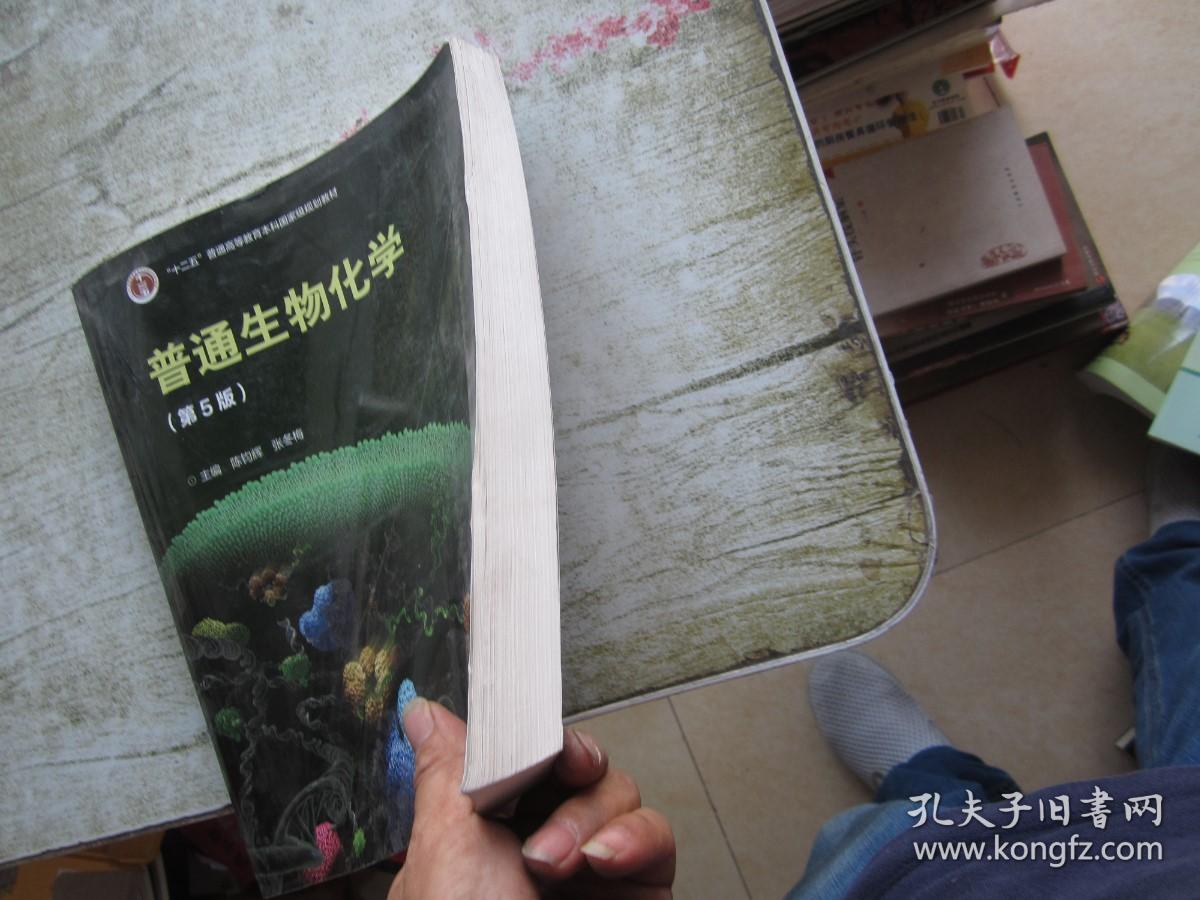 “十二五”普通高等教育本科国家级规划教材
普通生物化学
（第5版）
⊙ 主编 陈钧辉 张冬梅
孔夫子旧書网
www.kongfz.com